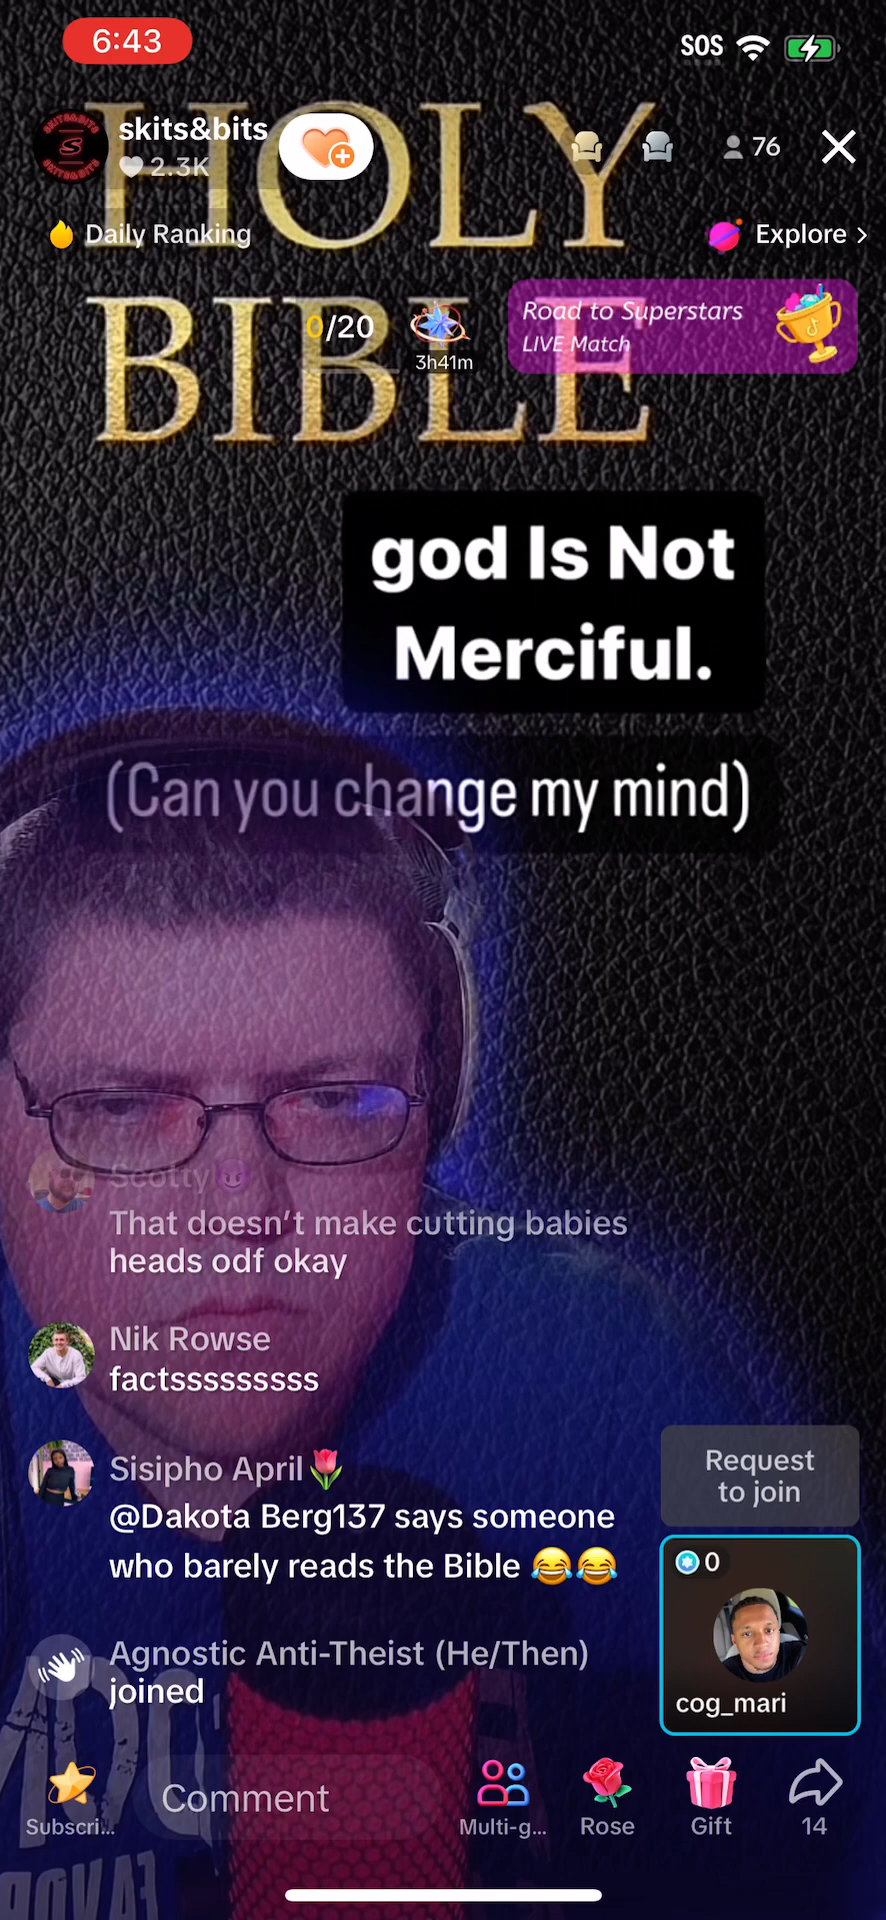 6:43
SOS
HOLY
skits&bits
2.3K
76
Daily Ranking
Explore >
BIBLE
0/20
3h41m
Road to Superstars
LIVE Match
god Is Not
Merciful.
(Can you change my mind)
Scotty😈
That doesn't make cutting babies
heads odf okay
Nik Rowse
factsssssssss
Sisipho April🌷
@Dakota Berg137 says someone
who barely reads the Bible 😂😂
Agnostic Anti-Theist (He/Then)
joined
Request
to join
0
cog_mari
Comment
Subscri...
Multi-g...
Rose
Gift
14